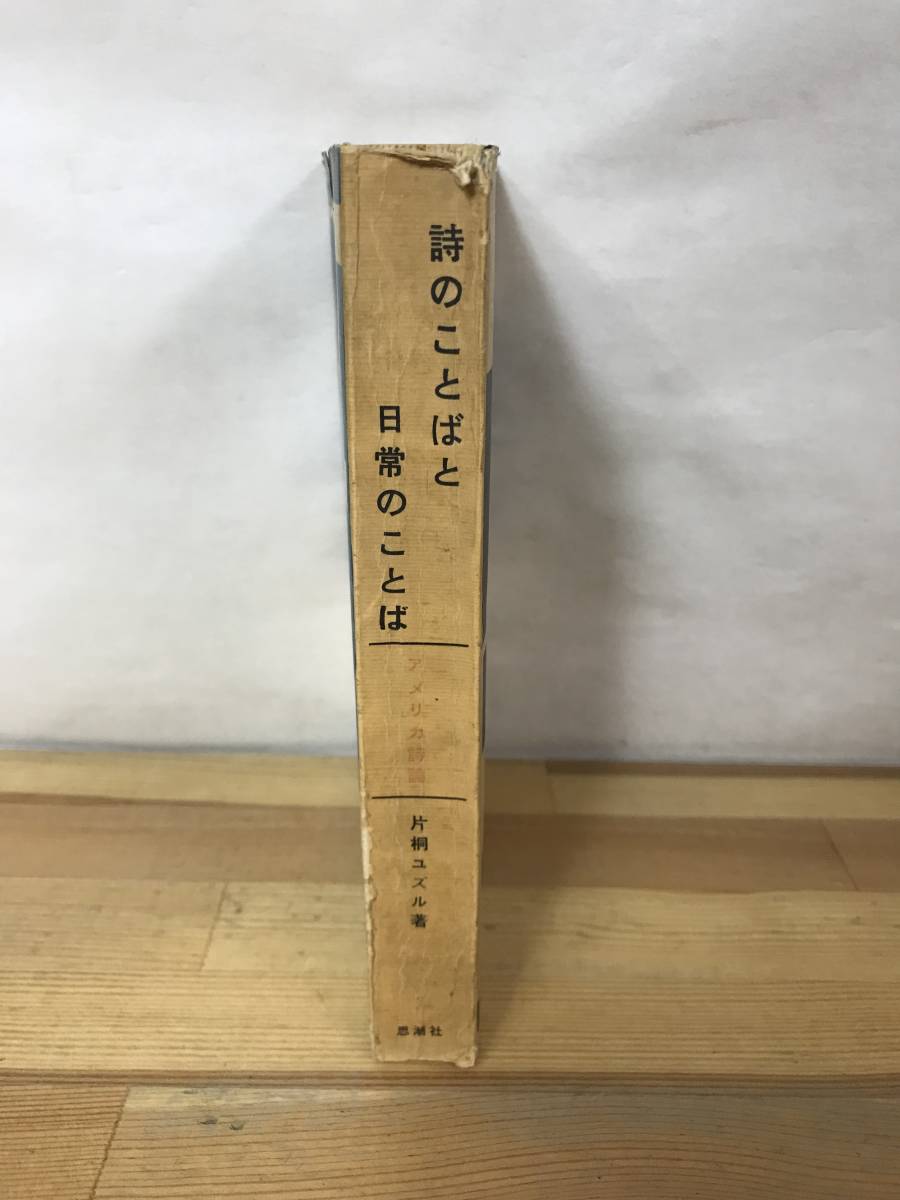 詩のことばと
日常のことば
アメリカ詩論
片桐ユズル著
思潮社